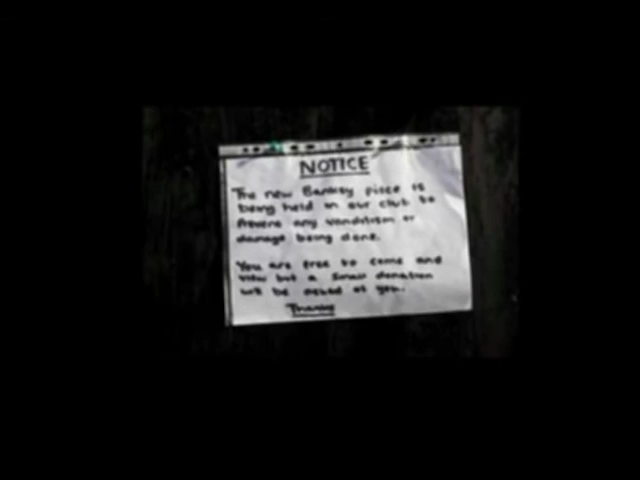 NOTICE
The new Banksy piece is
being held in our club to
prevent any vandalism or
damage being done.
You are free to come and
view but a small donation
will be asked of you.
Thanks